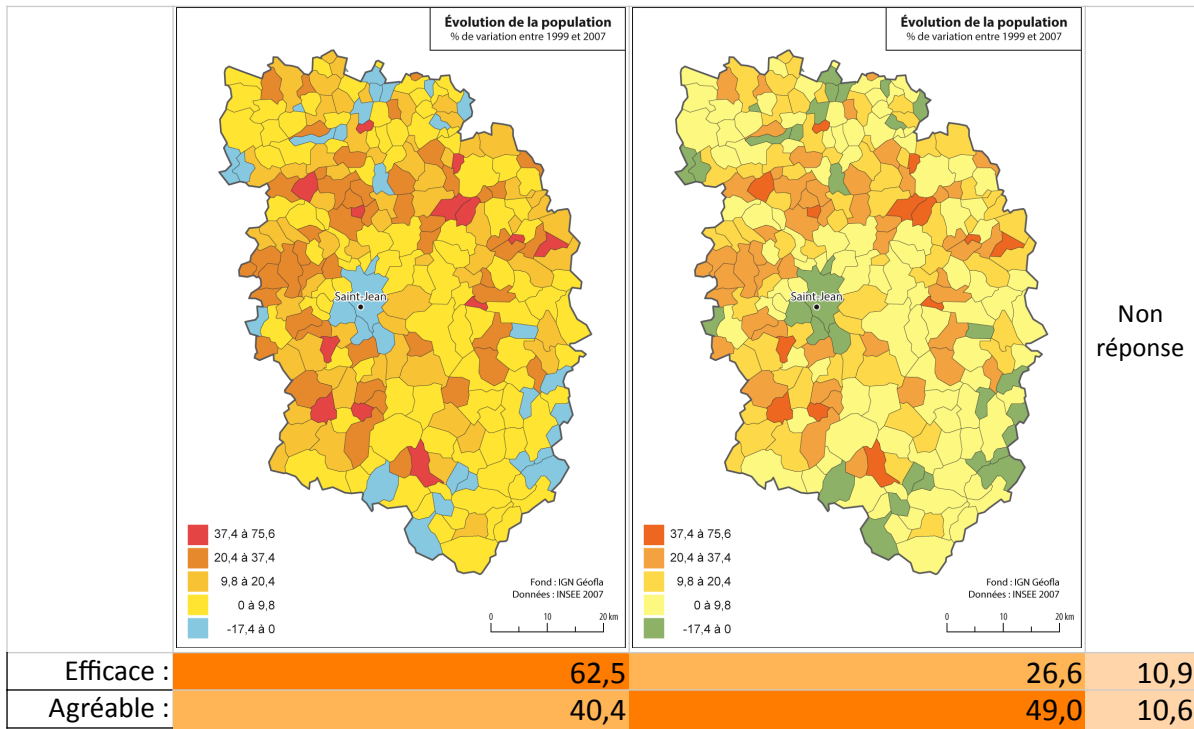 Évolution de la population
% de variation entre 1999 et 2007
Saint-Jean
37,4 à 75,6
20,4 à 37,4
9,8 à 20,4
0 à 9,8
-17,4 à 0
Fond : IGN Géofla
Données : INSEE 2007
0 10 20 km
Évolution de la population
% de variation entre 1999 et 2007
Saint-Jean
37,4 à 75,6
20,4 à 37,4
9,8 à 20,4
0 à 9,8
-17,4 à 0
Fond : IGN Géofla
Données : INSEE 2007
0 10 20 km
Non
réponse
Efficace : 62,5 26,6 10,9
Agréable : 40,4 49,0 10,6